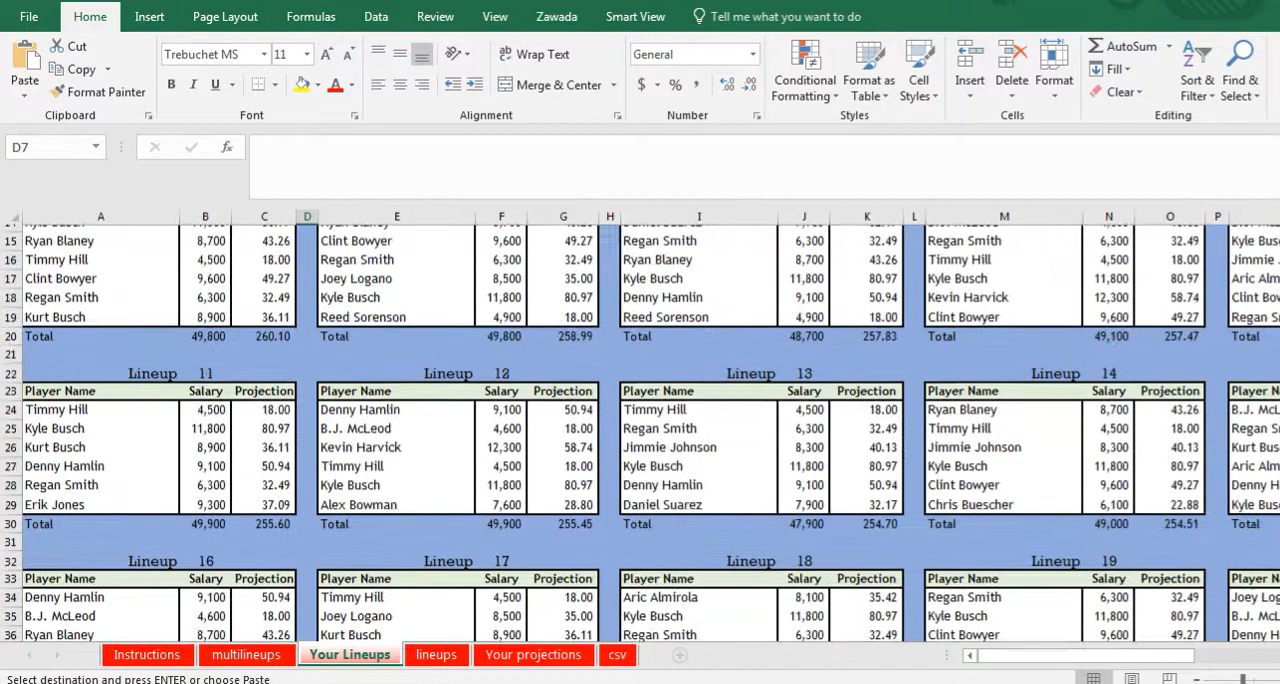 File Home Insert Page Layout Formulas Data Review View Zawada Smart View Tell me what you want to do
Paste Cut Copy Format Painter Clipboard
Trebuchet MS 11 A A B I U A Font
Wrap Text Merge & Center Alignment
General $ % , Number
Conditional Formatting Format as Table Cell Styles Styles
Insert Delete Format Cells
AutoSum Fill Clear Sort & Filter Find & Select Editing
D7 fx
A B C D E F G H I J K L M N O P
15 Ryan Blaney 8,700 43.26 Clint Bowyer 9,600 49.27 Regan Smith 6,300 32.49 Regan Smith 6,300 32.49 Kyle Bus
16 Timmy Hill 4,500 18.00 Regan Smith 6,300 32.49 Ryan Blaney 8,700 43.26 Timmy Hill 4,500 18.00 Jimmie
17 Clint Bowyer 9,600 49.27 Joey Logano 8,500 35.00 Kyle Busch 11,800 80.97 Kyle Busch 11,800 80.97 Aric Alm
18 Regan Smith 6,300 32.49 Kyle Busch 11,800 80.97 Denny Hamlin 9,100 50.94 Kevin Harvick 12,300 58.74 Clint Bo
19 Kurt Busch 8,900 36.11 Reed Sorenson 4,900 18.00 Reed Sorenson 4,900 18.00 Clint Bowyer 9,600 49.27 Regan S
20 Total 49,800 260.10 Total 49,800 258.99 Total 48,700 257.83 Total 49,100 257.47 Total
21
22 Lineup 11 Lineup 12 Lineup 13 Lineup 14
23 Player Name Salary Projection Player Name Salary Projection Player Name Salary Projection Player Name Salary Projection Player N
24 Timmy Hill 4,500 18.00 Denny Hamlin 9,100 50.94 Timmy Hill 4,500 18.00 Ryan Blaney 8,700 43.26 B.J. McL
25 Kyle Busch 11,800 80.97 B.J. McLeod 4,600 18.00 Regan Smith 6,300 32.49 Timmy Hill 4,500 18.00 Regan S
26 Kurt Busch 8,900 36.11 Kevin Harvick 12,300 58.74 Jimmie Johnson 8,300 40.13 Jimmie Johnson 8,300 40.13 Kurt Bus
27 Denny Hamlin 9,100 50.94 Timmy Hill 4,500 18.00 Kyle Busch 11,800 80.97 Kyle Busch 11,800 80.97 Aric Alm
28 Regan Smith 6,300 32.49 Kyle Busch 11,800 80.97 Denny Hamlin 9,100 50.94 Clint Bowyer 9,600 49.27 Denny H
29 Erik Jones 9,300 37.09 Alex Bowman 7,600 28.80 Daniel Suarez 7,900 32.17 Chris Buescher 6,100 22.88 Kyle Bus
30 Total 49,900 255.60 Total 49,900 255.45 Total 47,900 254.70 Total 49,000 254.51 Total
31
32 Lineup 16 Lineup 17 Lineup 18 Lineup 19
33 Player Name Salary Projection Player Name Salary Projection Player Name Salary Projection Player Name Salary Projection Player N
34 Denny Hamlin 9,100 50.94 Timmy Hill 4,500 18.00 Aric Almirola 8,100 35.42 Regan Smith 6,300 32.49 Joey Log
35 B.J. McLeod 4,600 18.00 Joey Logano 8,500 35.00 Kyle Busch 11,800 80.97 Kyle Busch 11,800 80.97 B.J. McL
36 Ryan Blaney 8,700 43.26 Kurt Busch 8,900 36.11 Regan Smith 6,300 32.49 Clint Bowyer 9,600 49.27 Denny H
Instructions multilineups Your Lineups lineups Your projections csv
Select destination and press ENTER or choose Paste